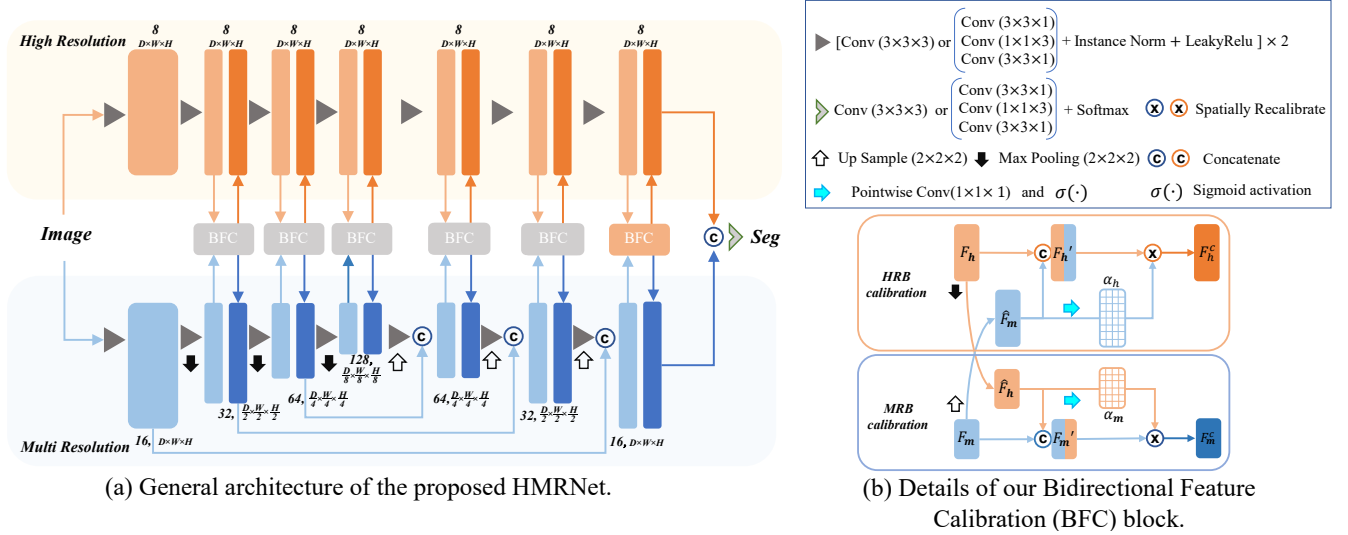 High Resolution
8
D×W×H
8
D×W×H
8
D×W×H
8
D×W×H
8
D×W×H
8
D×W×H
8
D×W×H
Image
BFC
BFC
BFC
BFC
BFC
BFC
C
Seg
C
C
C
128,
D/8×W/8×H/8
64, D/4×W/4×H/4
32, D/2×W/2×H/2
64, D/4×W/4×H/4
32, D/2×W/2×H/2
16, D×W×H
16, D×W×H
Multi Resolution
(a) General architecture of the proposed HMRNet.
[Conv (3×3×3) or
Conv (3×3×1)
Conv (1×1×3)
Conv (3×3×1)
+ Instance Norm + LeakyRelu ] × 2
Conv (3×3×3) or
Conv (3×3×1)
Conv (1×1×3)
Conv (3×3×1)
+ Softmax
X X Spatially Recalibrate
Up Sample (2×2×2) Max Pooling (2×2×2) C C Concatenate
Pointwise Conv(1×1× 1) and σ(·) σ(·) Sigmoid activation
F_h
C
F_h′
X
F_h^c
HRB
calibration
α_h
F̂_m
F̂_h
α_m
MRB
calibration
F_m
C
F_m′
X
F_m^c
(b) Details of our Bidirectional Feature
Calibration (BFC) block.